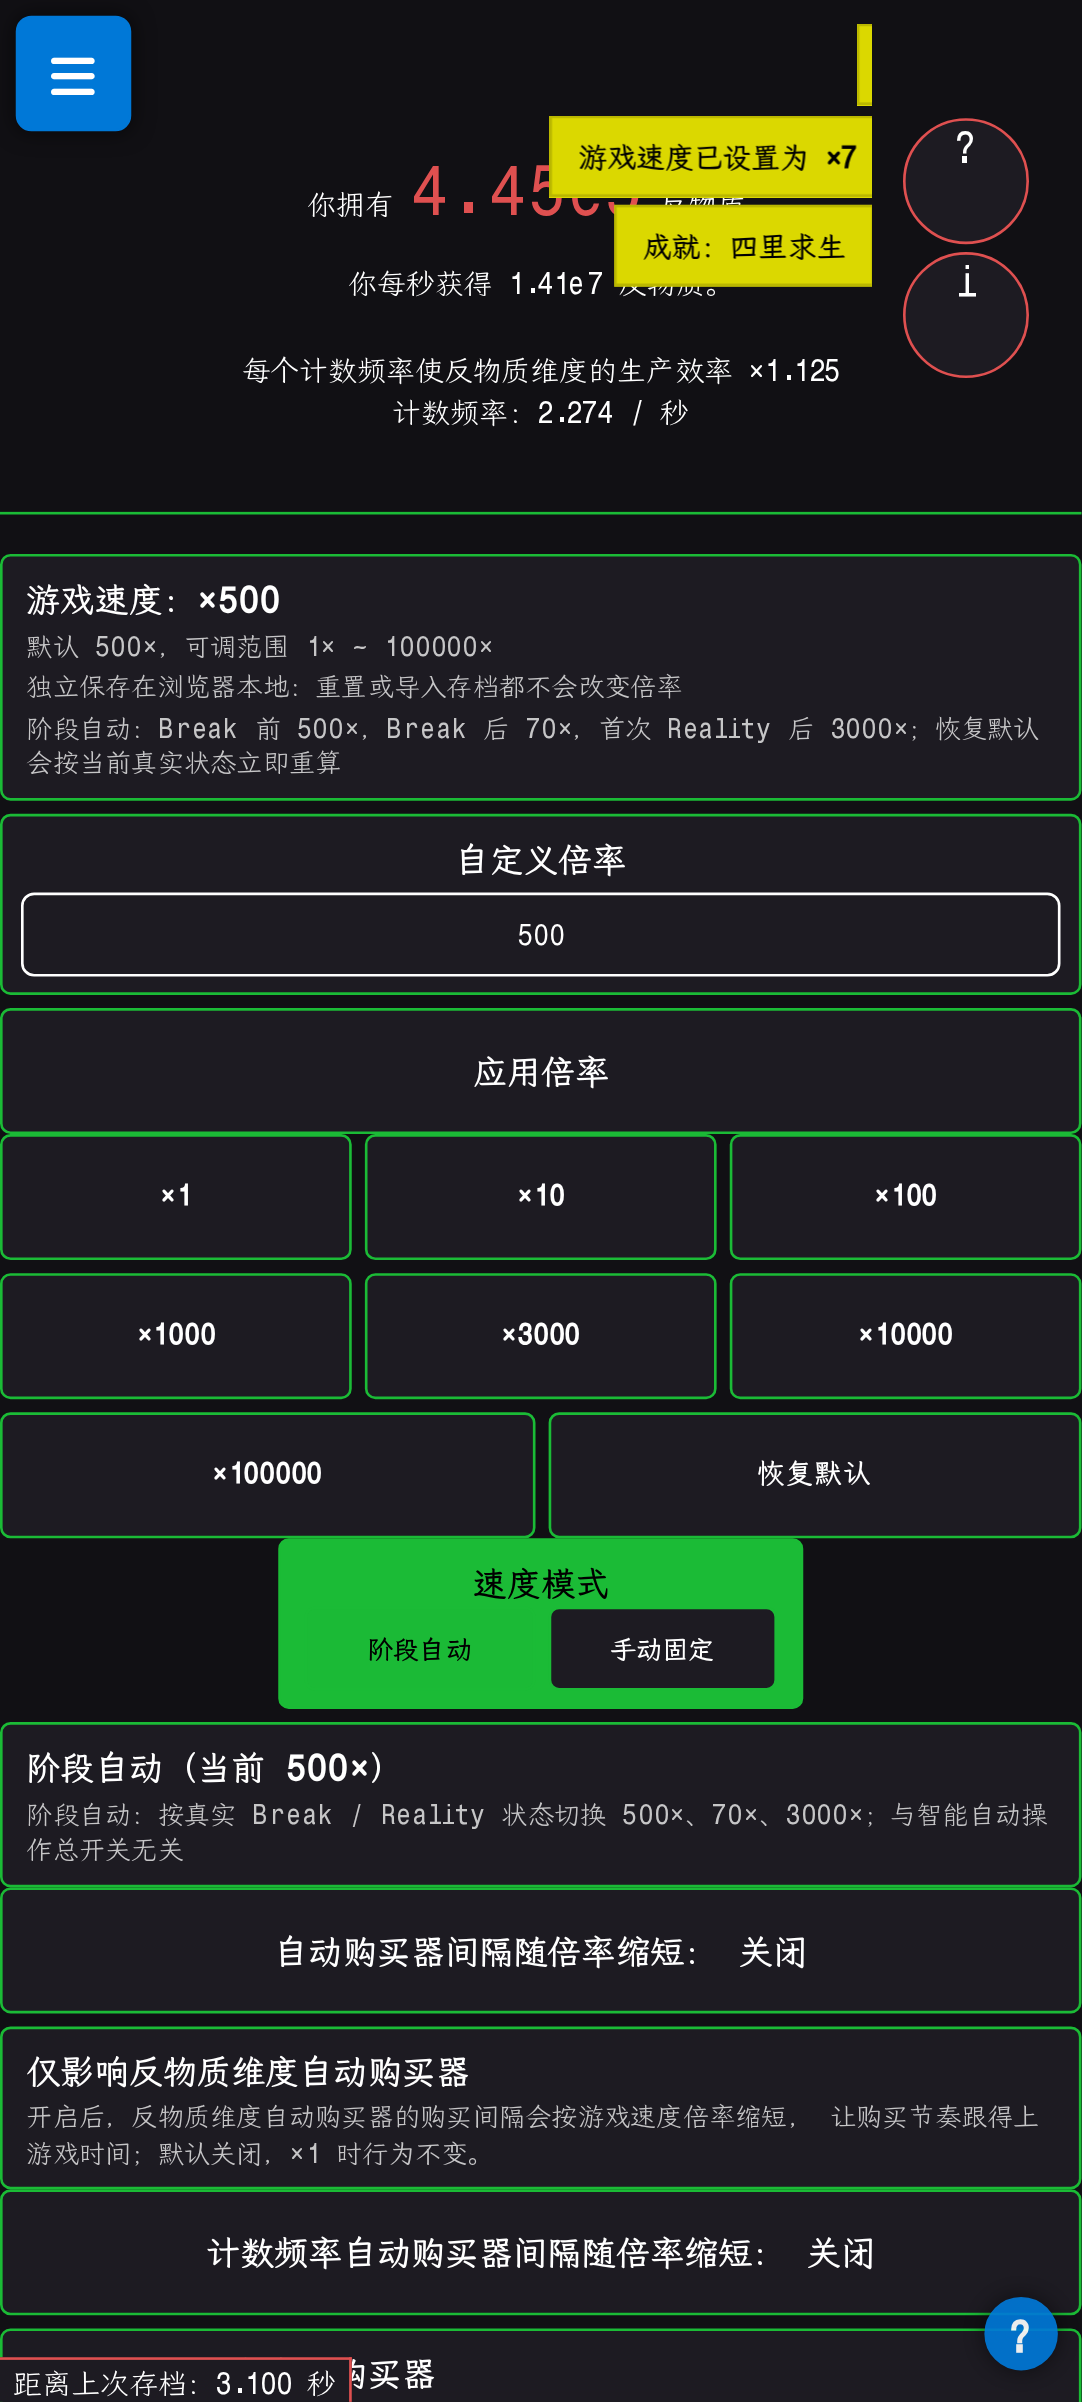 游戏速度已设置为 ×7
?
你拥有 4.45e5 反物质
成就: 四里求生
i
你每秒获得 1.41e7 反物质。
每个计数频率使反物质维度的生产效率 ×1.125
计数频率: 2.274 / 秒
游戏速度: ×500
默认 500×, 可调范围 1× ~ 100000×
独立保存在浏览器本地: 重置或导入存档都不会改变倍率
阶段自动: Break 前 500×, Break 后 70×, 首次 Reality 后 3000×; 恢复默认
会按当前真实状态立即重算
自定义倍率
500
应用倍率
×1 ×10 ×100
×1000 ×3000 ×10000
×100000 恢复默认
速度模式
阶段自动 手动固定
阶段自动 (当前 500×)
阶段自动: 按真实 Break / Reality 状态切换 500×、70×、3000×; 与智能自动操
作总开关无关
自动购买器间隔随倍率缩短: 关闭
仅影响反物质维度自动购买器
开启后, 反物质维度自动购买器的购买间隔会按游戏速度倍率缩短, 让购买节奏跟得上
游戏时间; 默认关闭, ×1 时行为不变。
计数频率自动购买器间隔随倍率缩短: 关闭
?
购买器
距离上次存档: 3.100 秒